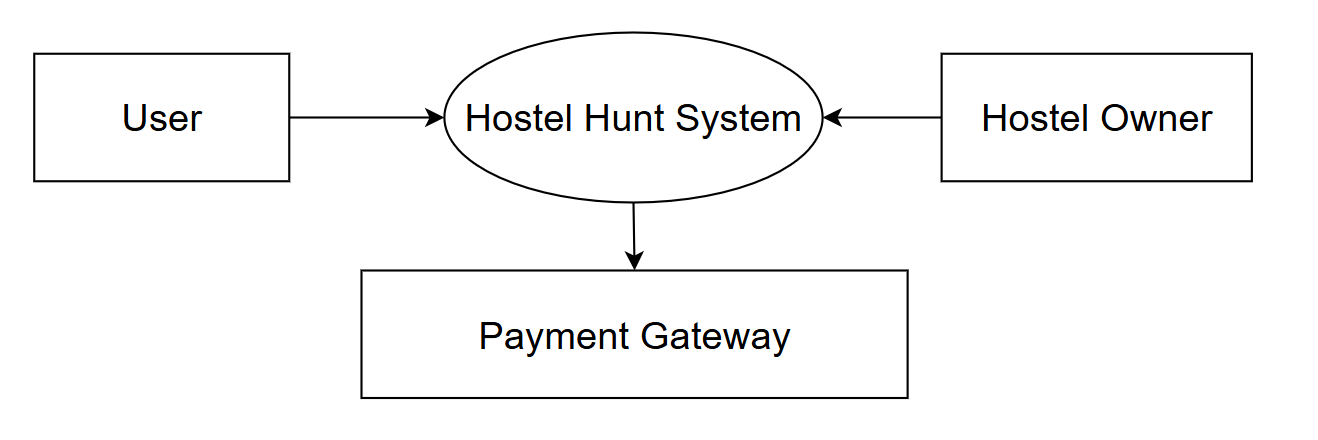 User
Hostel Hunt System
Hostel Owner
Payment Gateway